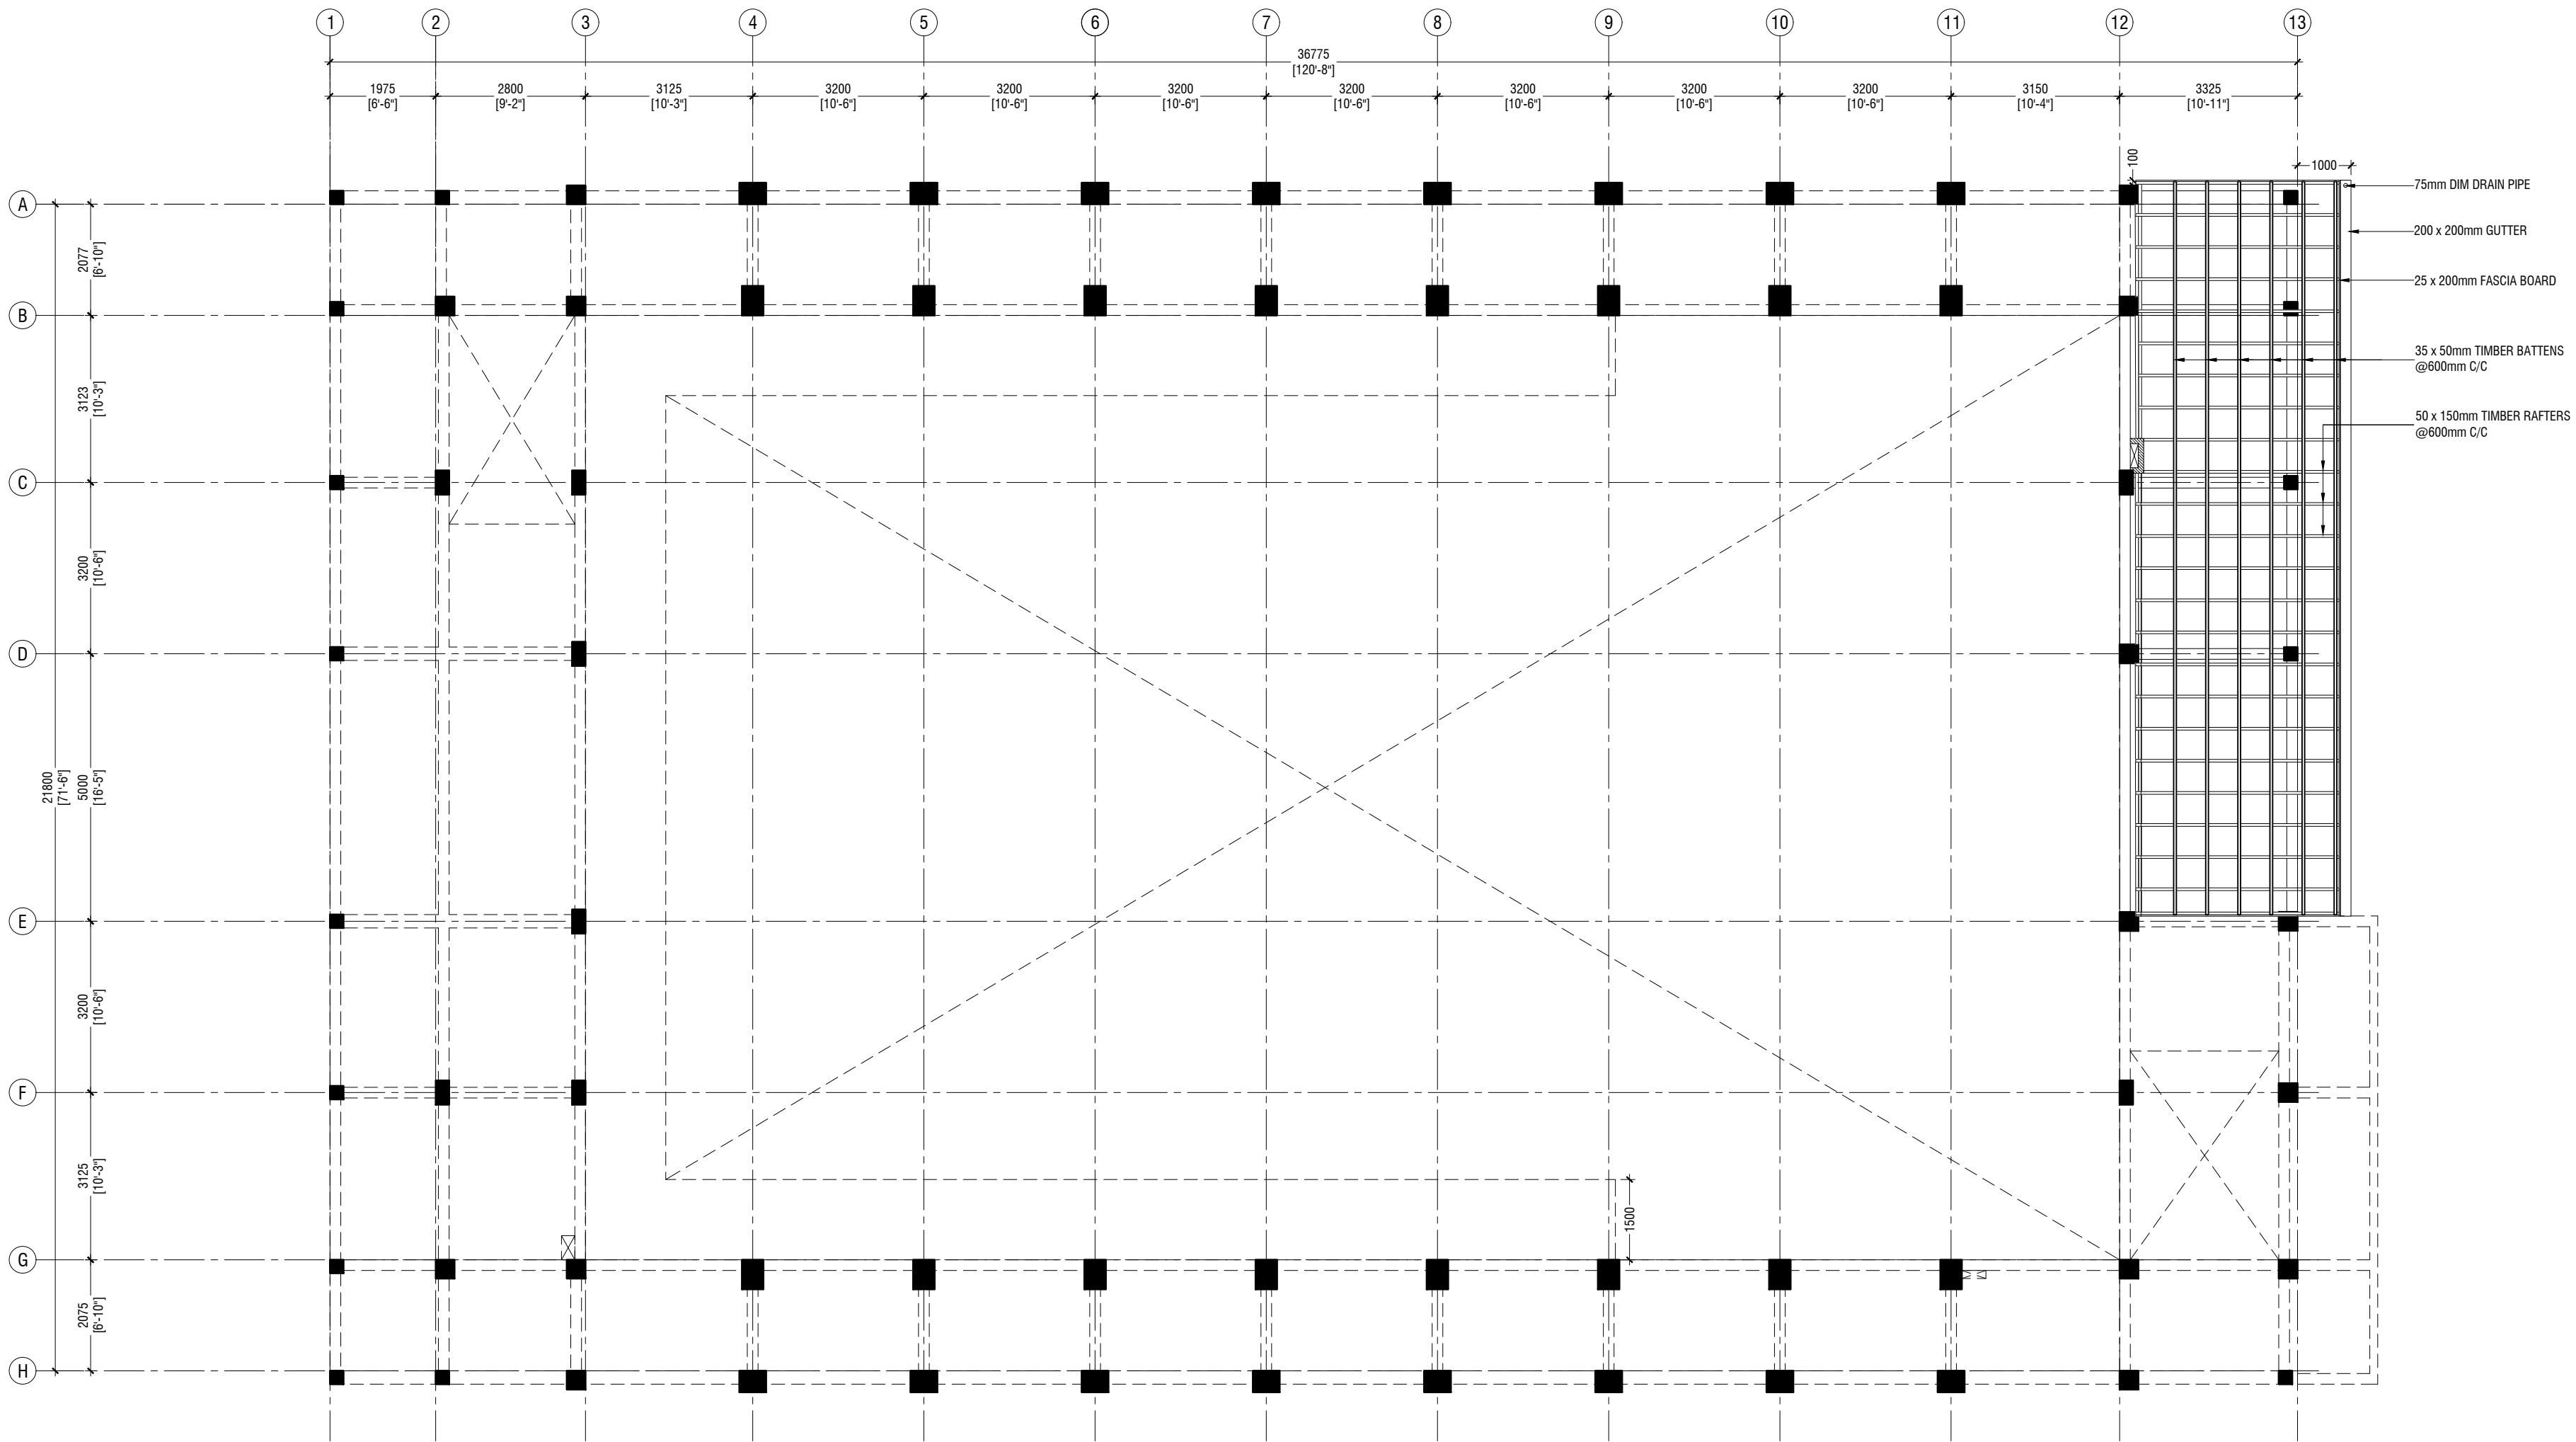 1 2 3 4 5 6 7 8 9 10 11 12 13
36775
[120'-8"]
1975 2800 3125 3200 3200 3200 3200 3200 3200 3200 3150 3325
[6'-6"] [9'-2"] [10'-3"] [10'-6"] [10'-6"] [10'-6"] [10'-6"] [10'-6"] [10'-6"] [10'-6"] [10'-4"] [10'-11"]
100
1000
75mm DIM DRAIN PIPE
A
2077
[6'-10"]
200 x 200mm GUTTER
25 x 200mm FASCIA BOARD
B
35 x 50mm TIMBER BATTENS
@600mm C/C
3123
[10'-3"]
50 x 150mm TIMBER RAFTERS
@600mm C/C
C
3200
[10'-6"]
D
21800
[71'-6"]
5000
[16'-5"]
E
3200
[10'-6"]
F
3125
[10'-3"]
1500
G
2075
[6'-10"]
H